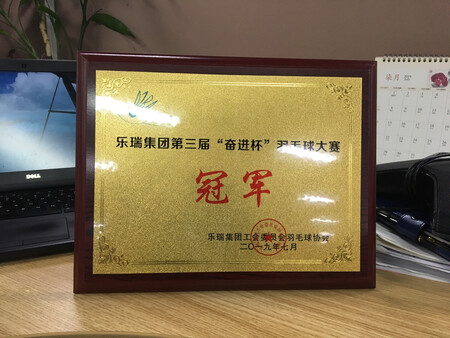 乐瑞集团第三届“奋进杯”羽毛球大赛
冠军
乐瑞集团工会委员会羽毛球协会
二〇一九年七月
DELL
柒月